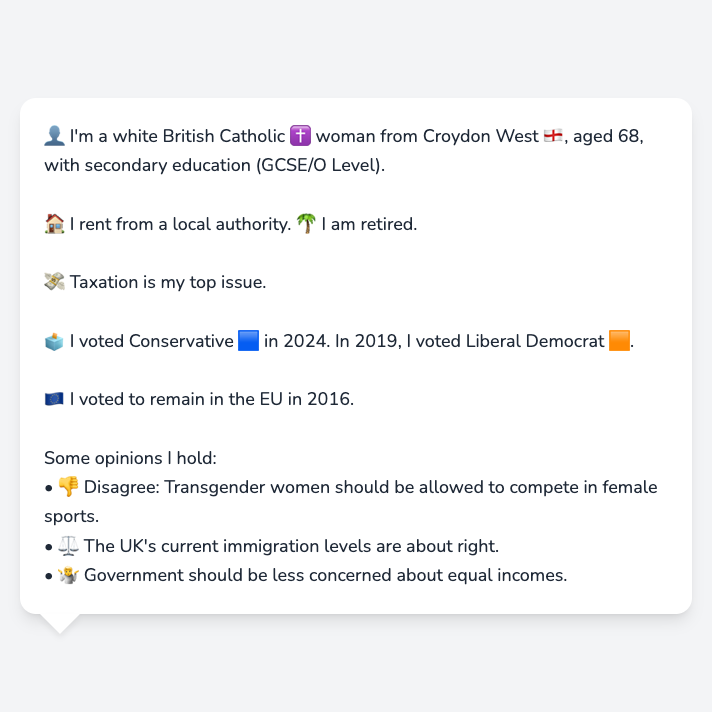 👤 I'm a white British Catholic ✝️ woman from Croydon West 🏴󠁧󠁢󠁥󠁮󠁧󠁿, aged 68,
with secondary education (GCSE/O Level).
🏠 I rent from a local authority. 🌴 I am retired.
💸 Taxation is my top issue.
🗳️ I voted Conservative 🟦 in 2024. In 2019, I voted Liberal Democrat 🟧.
🇪🇺 I voted to remain in the EU in 2016.
Some opinions I hold:
• 👎 Disagree: Transgender women should be allowed to compete in female
sports.
• ⚖️ The UK's current immigration levels are about right.
• 🤷 Government should be less concerned about equal incomes.